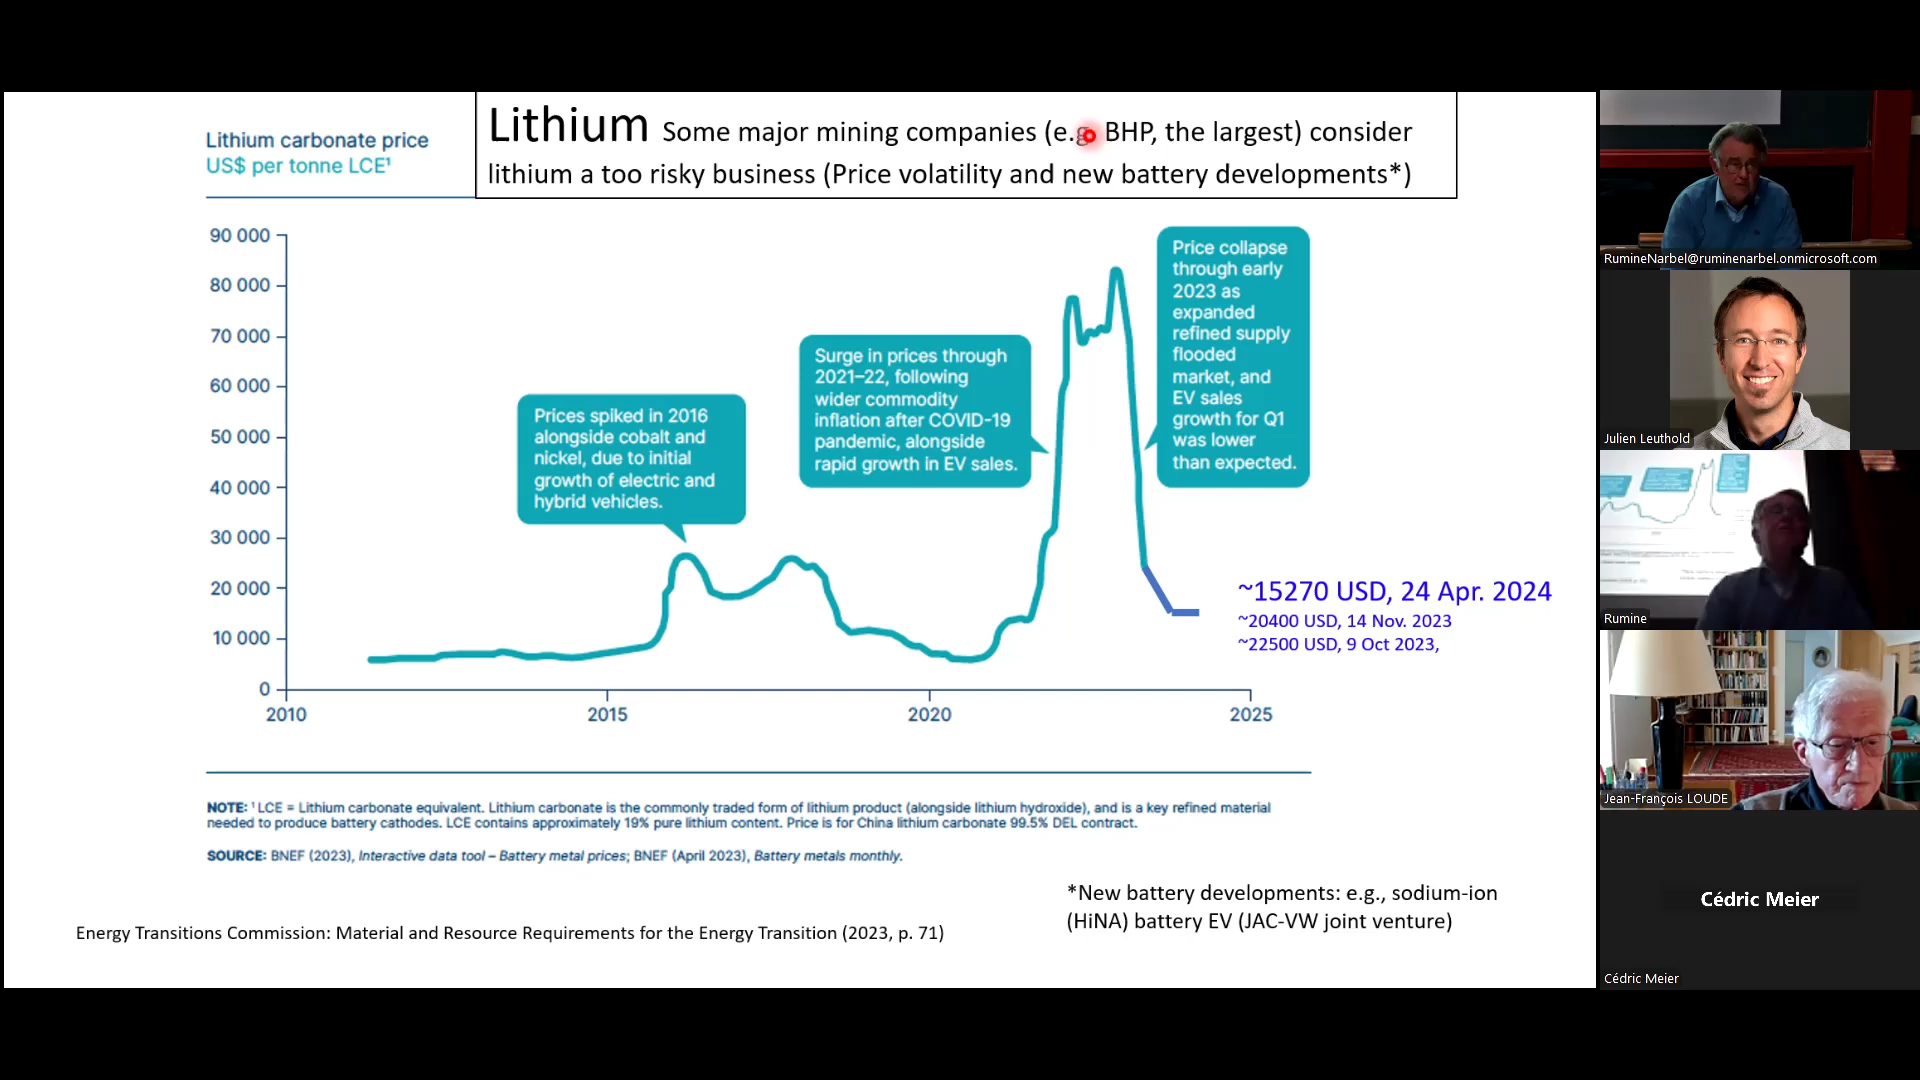 Lithium carbonate price
US$ per tonne LCE¹
Lithium Some major mining companies (e.g. BHP, the largest) consider
lithium a too risky business (Price volatility and new battery developments*)
90 000
80 000
70 000
60 000
50 000
40 000
30 000
20 000
10 000
0
2010
2015
2020
2025
Prices spiked in 2016
alongside cobalt and
nickel, due to initial
growth of electric and
hybrid vehicles.
Surge in prices through
2021–22, following
wider commodity
inflation after COVID-19
pandemic, alongside
rapid growth in EV sales.
Price collapse
through early
2023 as
expanded
refined supply
flooded
market, and
EV sales
growth for Q1
was lower
than expected.
~15270 USD, 24 Apr. 2024
~20400 USD, 14 Nov. 2023
~22500 USD, 9 Oct 2023,
NOTE: ¹ LCE = Lithium carbonate equivalent. Lithium carbonate is the commonly traded form of lithium product (alongside lithium hydroxide), and is a key refined material
needed to produce battery cathodes. LCE contains approximately 19% pure lithium content. Price is for China lithium carbonate 99.5% DEL contract.
SOURCE: BNEF (2023), Interactive data tool – Battery metal prices; BNEF (April 2023), Battery metals monthly.
*New battery developments: e.g., sodium-ion
(HiNA) battery EV (JAC-VW joint venture)
Energy Transitions Commission: Material and Resource Requirements for the Energy Transition (2023, p. 71)
RumineNarbel@ruminenarbel.onmicrosoft.com
Julien Leuthold
Rumine
Jean-François LOUDE
Cédric Meier
Cédric Meier